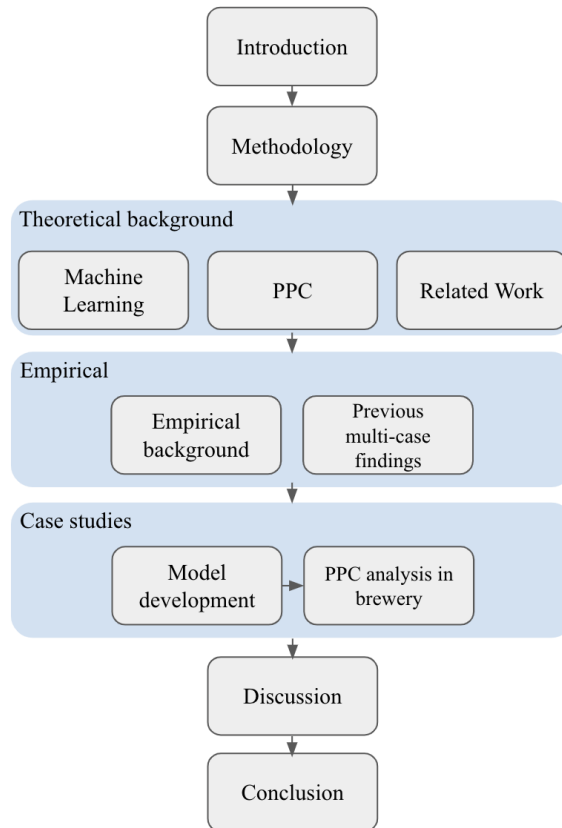 Introduction
Methodology
Theoretical background
Machine
Learning
PPC
Related Work
Empirical
Empirical
background
Previous
multi-case
findings
Case studies
Model
development
PPC analysis in
brewery
Discussion
Conclusion